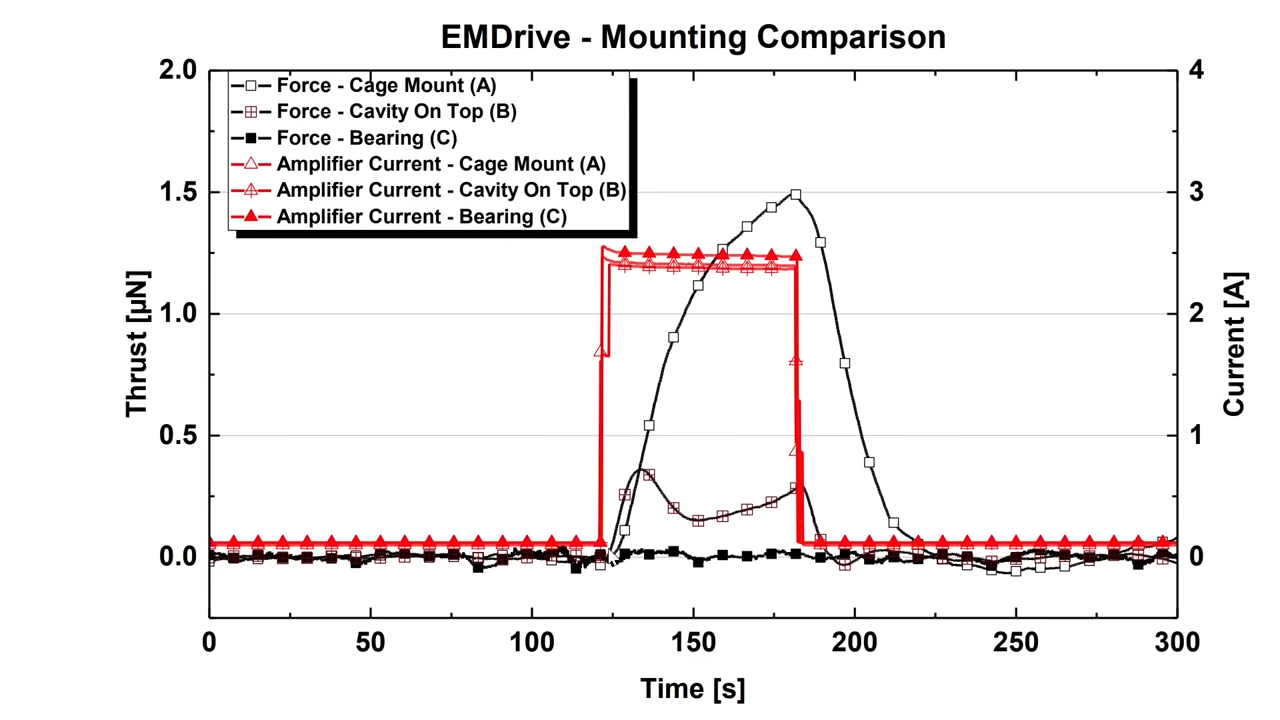 EMDrive - Mounting Comparison
Force - Cage Mount (A)
Force - Cavity On Top (B)
Force - Bearing (C)
Amplifier Current - Cage Mount (A)
Amplifier Current - Cavity On Top (B)
Amplifier Current - Bearing (C)
2.0
1.5
1.0
0.5
0.0
Thrust [µN]
4
3
2
1
0
Current [A]
0 50 100 150 200 250 300
Time [s]